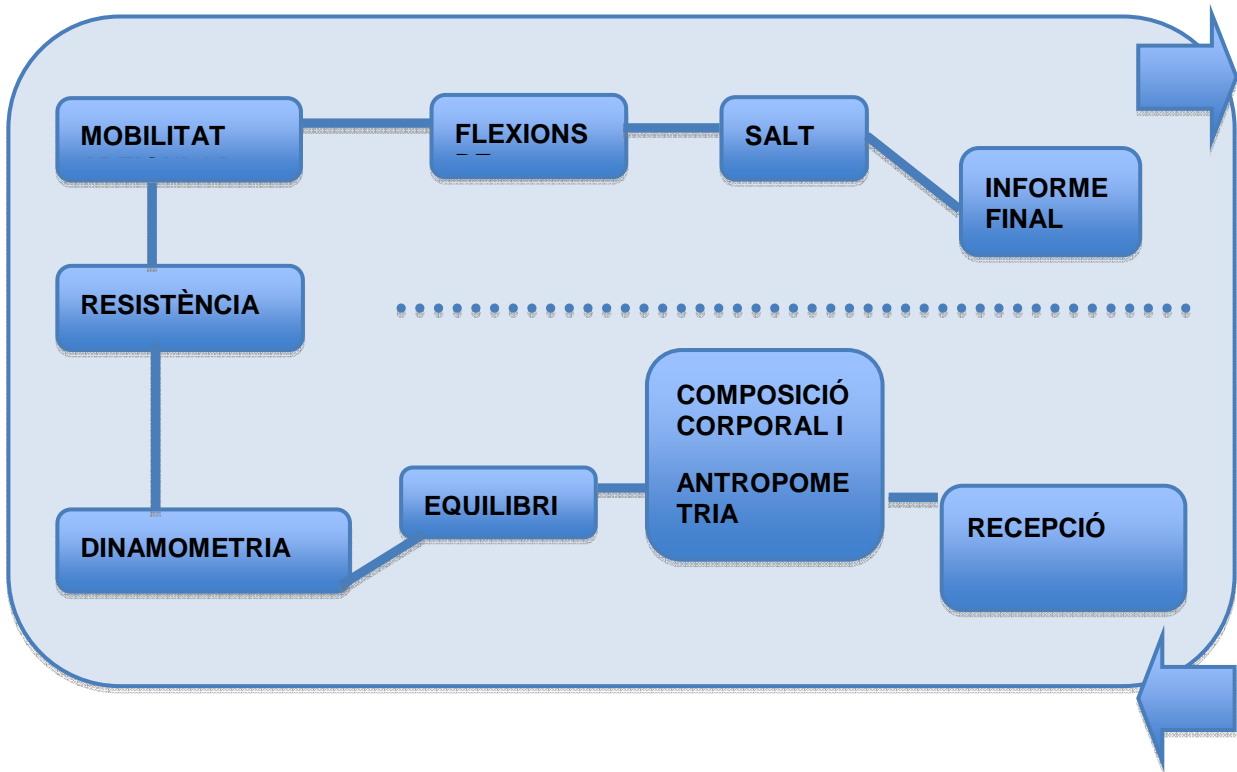 MOBILITAT
FLEXIONS
SALT
INFORME
FINAL
RESISTÈNCIA
COMPOSICIÓ
CORPORAL I
ANTROPOME
TRIA
EQUILIBRI
RECEPCIÓ
DINAMOMETRIA